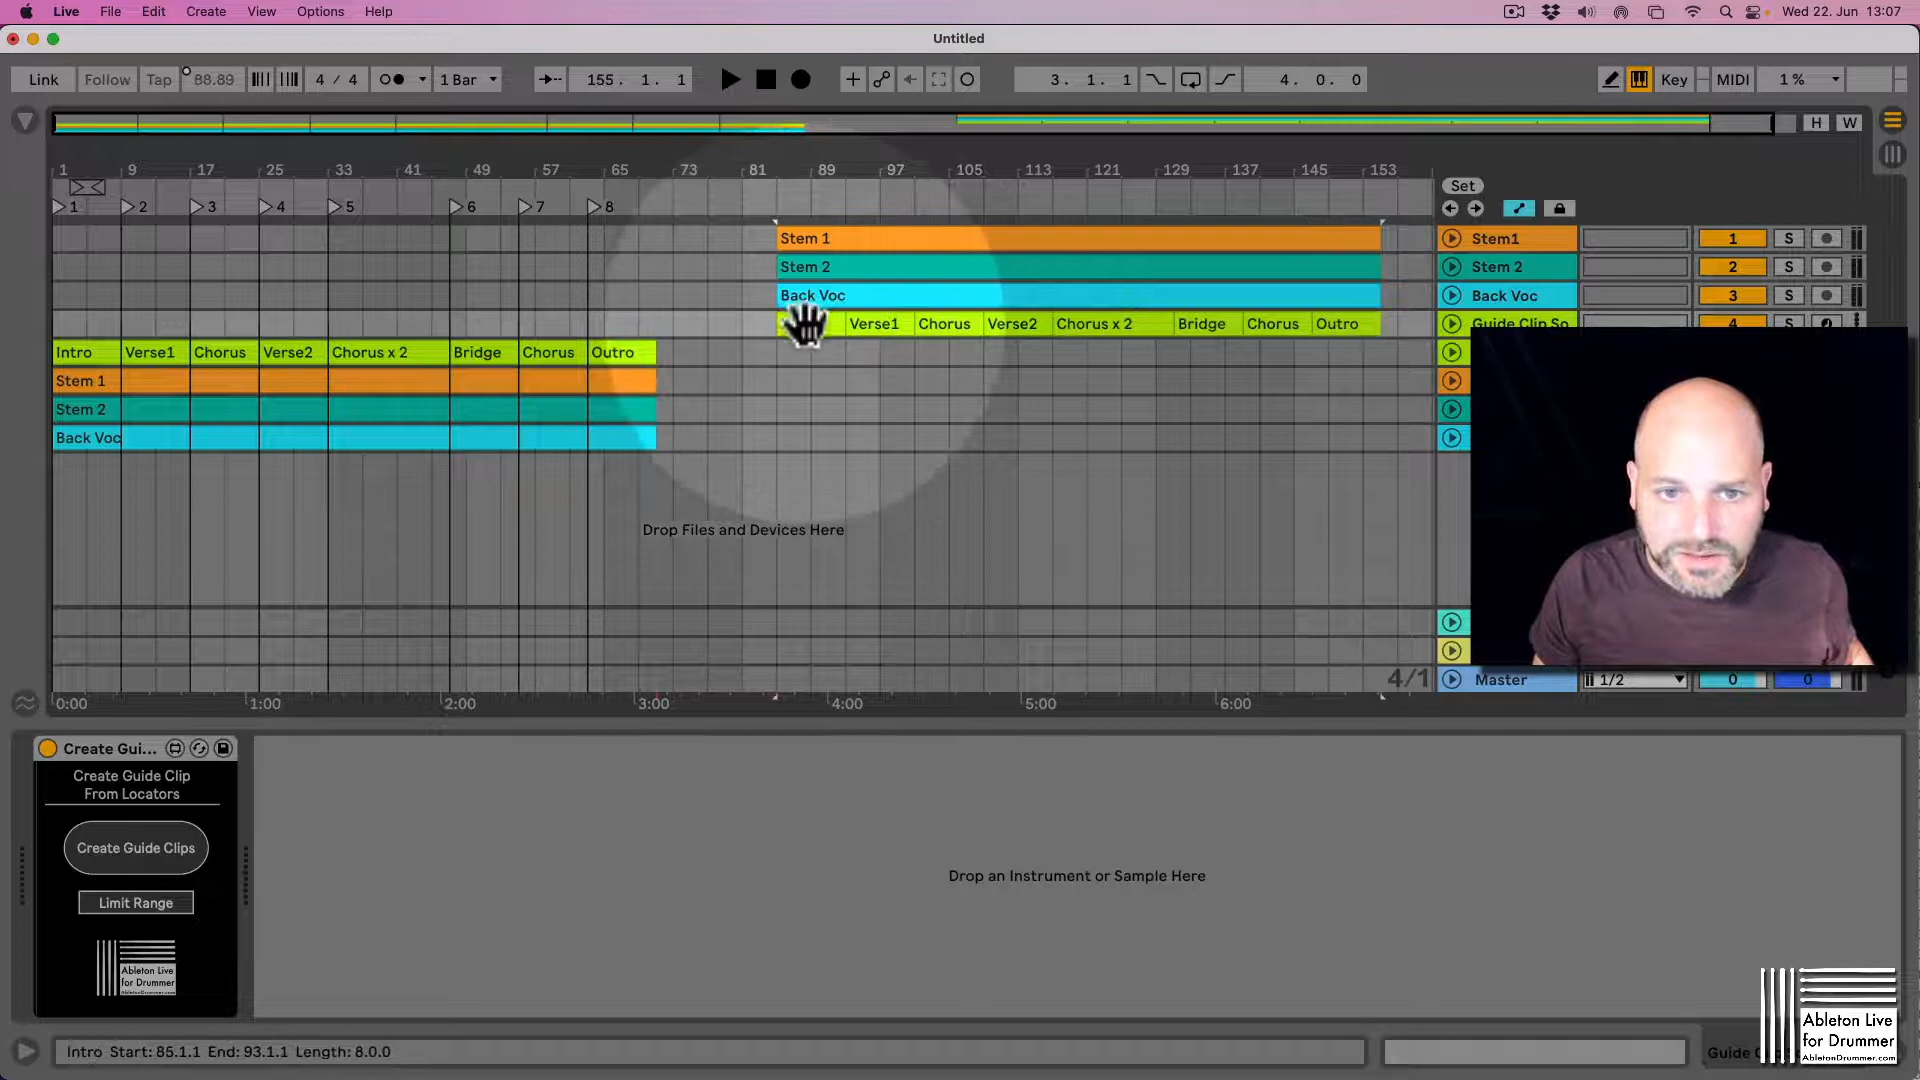 Live File Edit Create View Options Help Wed 22. Jun 13:07
Untitled
Link Follow Tap 88.89 4 / 4 1 Bar 155. 1. 1 3. 1. 1 4. 0. 0 Key MIDI 1 %
H W
1 9 17 25 33 41 49 57 65 73 81 89 97 105 113 121 129 137 145 153
Set
1 2 3 4 5 6 7 8
Stem 1 Stem1 1 S
Stem 2 Stem 2 2 S
Back Voc Back Voc 3 S
Verse1 Chorus Verse2 Chorus x 2 Bridge Chorus Outro Guide Clip So 4 S
Intro Verse1 Chorus Verse2 Chorus x 2 Bridge Chorus Outro
Stem 1
Stem 2
Back Voc
Drop Files and Devices Here
4/1 Master 1/2 0 0
0:00 1:00 2:00 3:00 4:00 5:00 6:00
Create Gui...
Create Guide Clip
From Locators
Create Guide Clips
Drop an Instrument or Sample Here
Limit Range
Ableton Live
for Drummer
AbletonDrummer.com
Ableton Live
for Drummer
AbletonDrummer.com
Intro Start: 85.1.1 End: 93.1.1 Length: 8.0.0
Guide